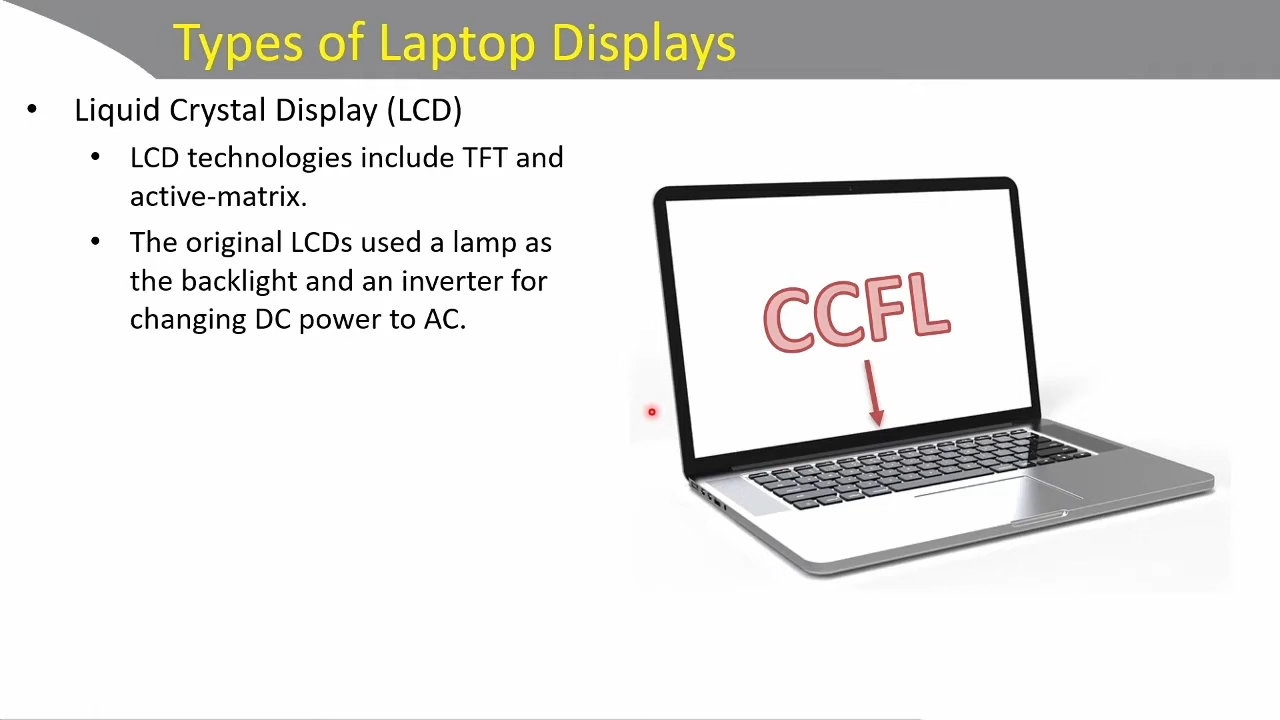 Types of Laptop Displays
• Liquid Crystal Display (LCD)
• LCD technologies include TFT and
active-matrix.
• The original LCDs used a lamp as
the backlight and an inverter for
changing DC power to AC.
CCFL